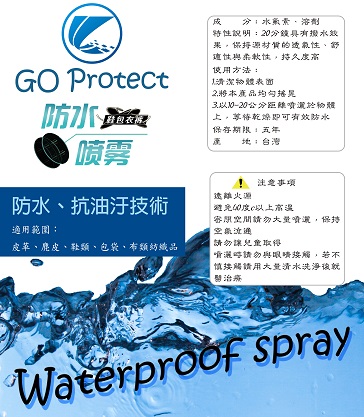 GO Protect
防水
鞋包衣褲
噴雾
防水、抗油汙技術
適用範圍：
皮革、麂皮、鞋類、包袋、布類紡織品
成　　分：水氟素、溶劑
特性說明：20分鐘具有撥水效
果，保持源材質的透氣性、舒
適性與柔軟性，持久度高
使用方法：
1.清潔物體表面
2.將本產品均勻搖晃
3.以10~20公分距離噴灑於物體
上，等待乾燥即可有效防水
保存期限：五年
產　　地：台灣
注意事項
遠離火源
避免60度c以上高溫
密閉空間請勿大量噴灑，保持
空氣流通
請勿讓兒童取得
噴灑時請勿與眼睛接觸，若不
慎接觸請用大量清水洗淨後就
醫治療
Waterproof spray